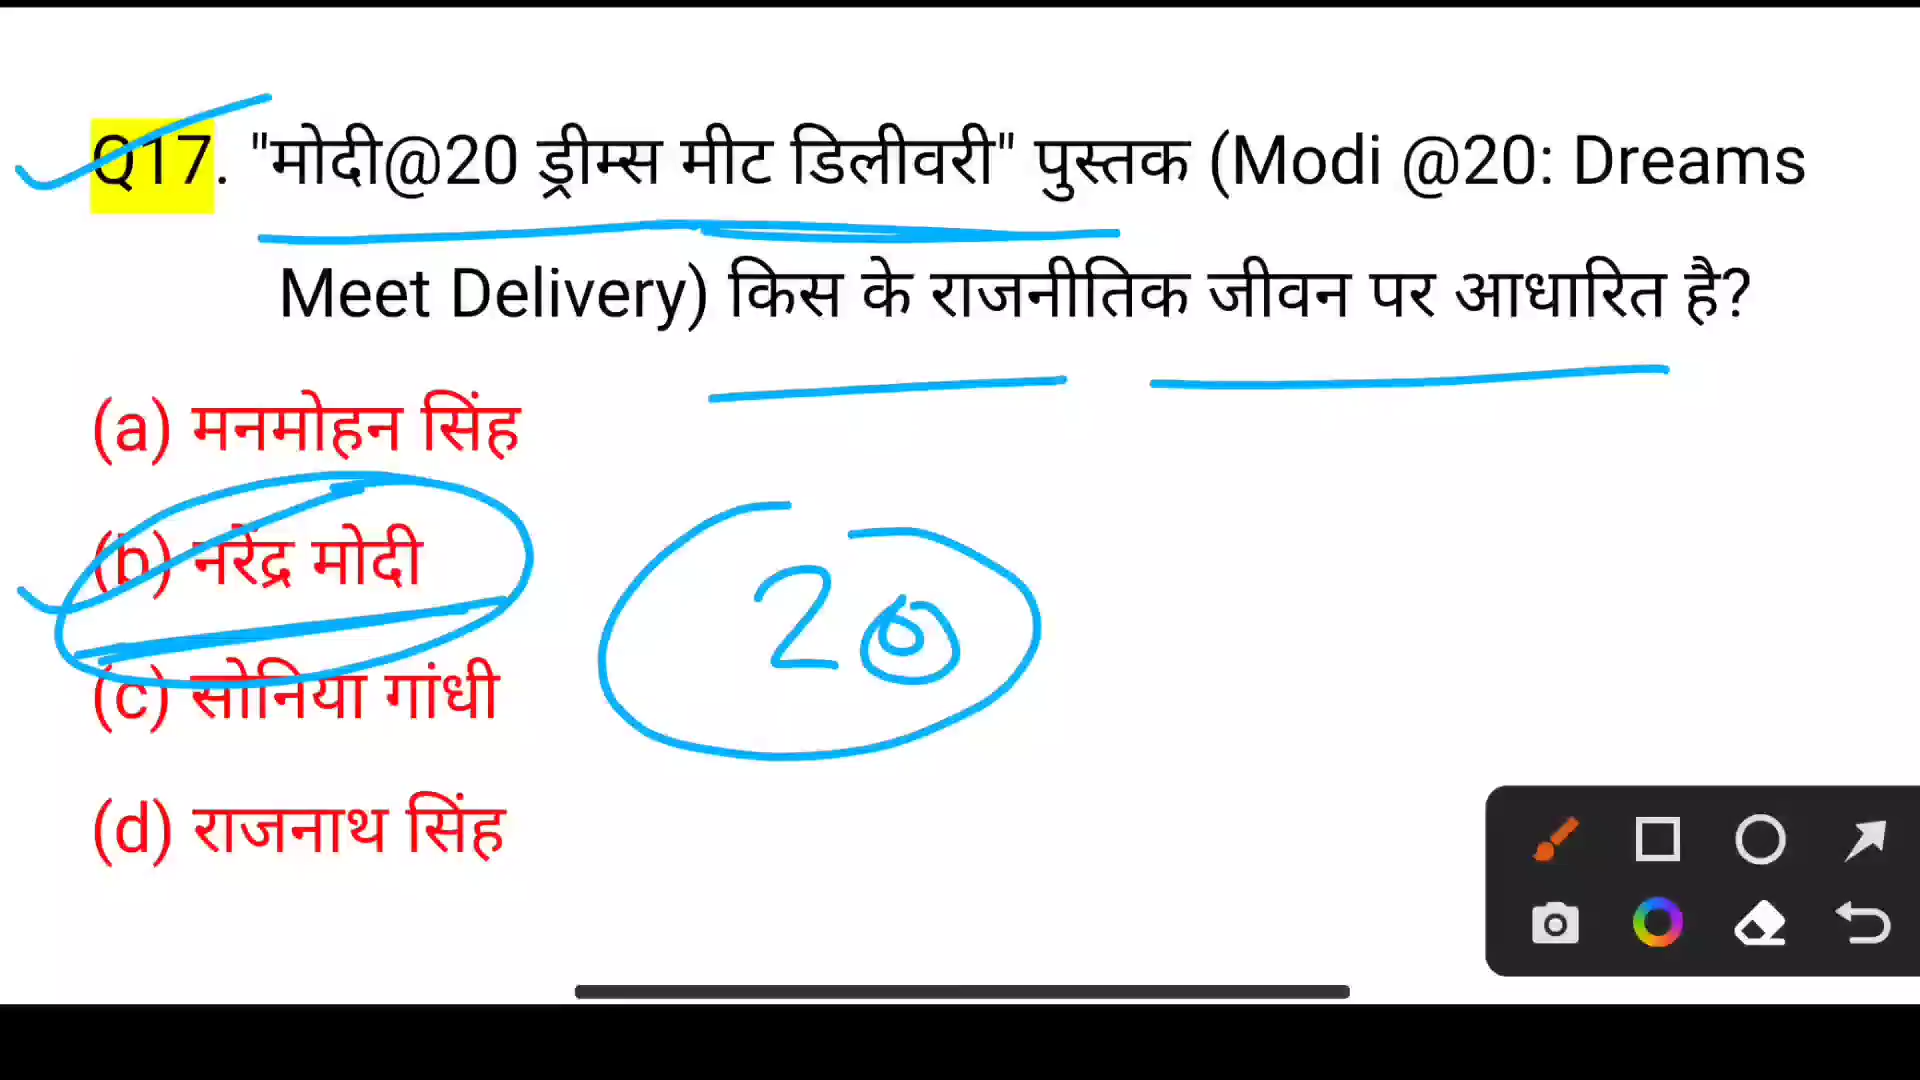 Q17. "मोदी@20 ड्रीम्स मीट डिलीवरी" पुस्तक (Modi @20: Dreams
Meet Delivery) किस के राजनीतिक जीवन पर आधारित है?
(a) मनमोहन सिंह
(b) नरेंद्र मोदी
20
(c) सोनिया गांधी
(d) राजनाथ सिंह